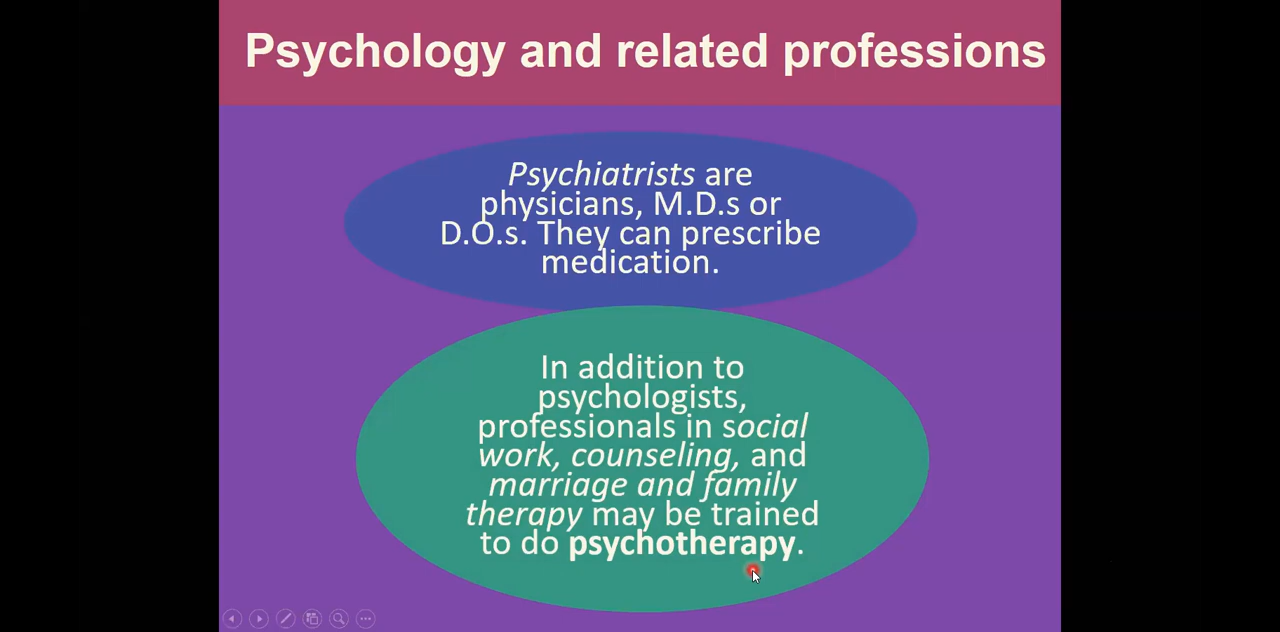 Psychology and related professions
Psychiatrists are
physicians, M.D.s or
D.O.s. They can prescribe
medication.
In addition to
psychologists,
professionals in social
work, counseling, and
marriage and family
therapy may be trained
to do psychotherapy.